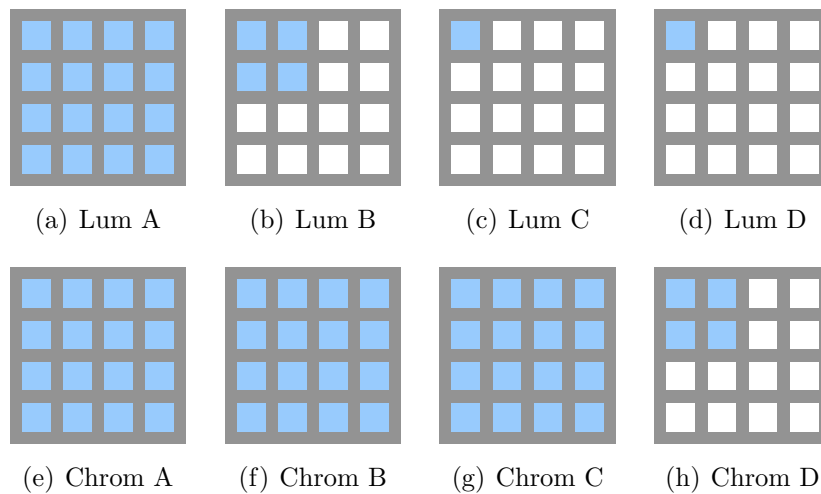 (a) Lum A
(b) Lum B
(c) Lum C
(d) Lum D
(e) Chrom A
(f) Chrom B
(g) Chrom C
(h) Chrom D